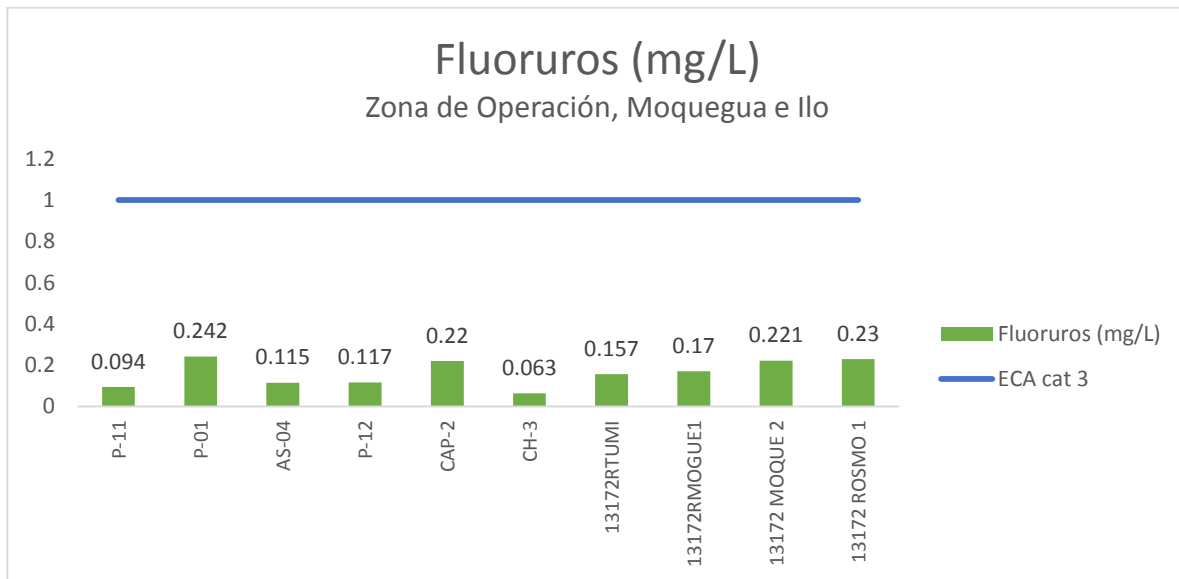 Fluoruros (mg/L)
Zona de Operación, Moquegua e Ilo
1.2
1
0.8
0.6
0.4
0.2
0
0.094
0.242
0.115
0.117
0.22
0.063
0.157
0.17
0.221
0.23
P-11
P-01
AS-04
P-12
CAP-2
CH-3
13172RTUMI
13172RMOGUE1
13172 MOQUE 2
13172 ROSMO 1
Fluoruros (mg/L)
ECA cat 3